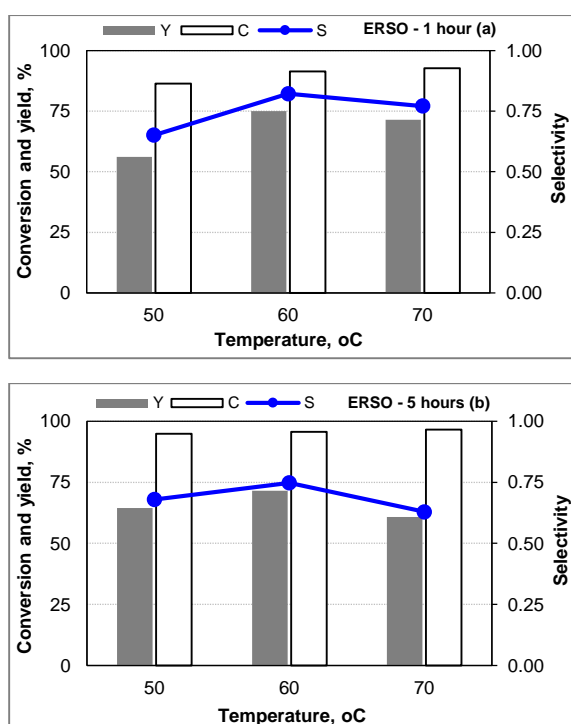 Y C S ERSO - 1 hour (a)
100 1.00
75 0.75
50 0.50
25 0.25
0 0.00
Conversion and yield, %
Selectivity
50 60 70
Temperature, oC
Y C S ERSO - 5 hours (b)
100 1.00
75 0.75
50 0.50
25 0.25
0 0.00
Conversion and yield, %
Selectivity
50 60 70
Temperature, oC